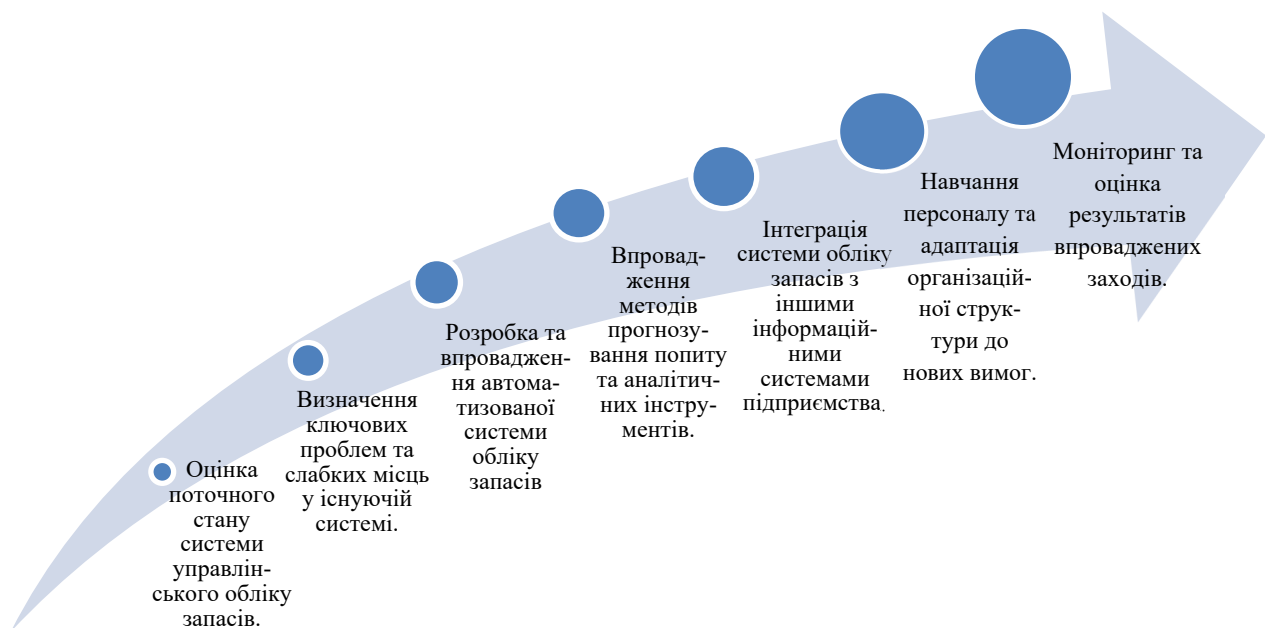 Оцінка
поточного
стану
системи
управлін-
ського обліку
запасів.
Визначення
ключових
проблем та
слабких місць
у існуючій
системі.
Розробка та
впроваджен-
ня автома-
тизованої
системи
обліку
запасів
Впровад-
ження
методів
прогнозу-
вання попиту
та аналітич-
них інстру-
ментів.
Інтеграція
системи обліку
запасів з
іншими
інформацій-
ними
системами
підприємства.
Навчання
персоналу та
адаптація
організацій-
ної струк-
тури до
нових вимог.
Моніторинг та
оцінка
результатів
впроваджених
заходів.